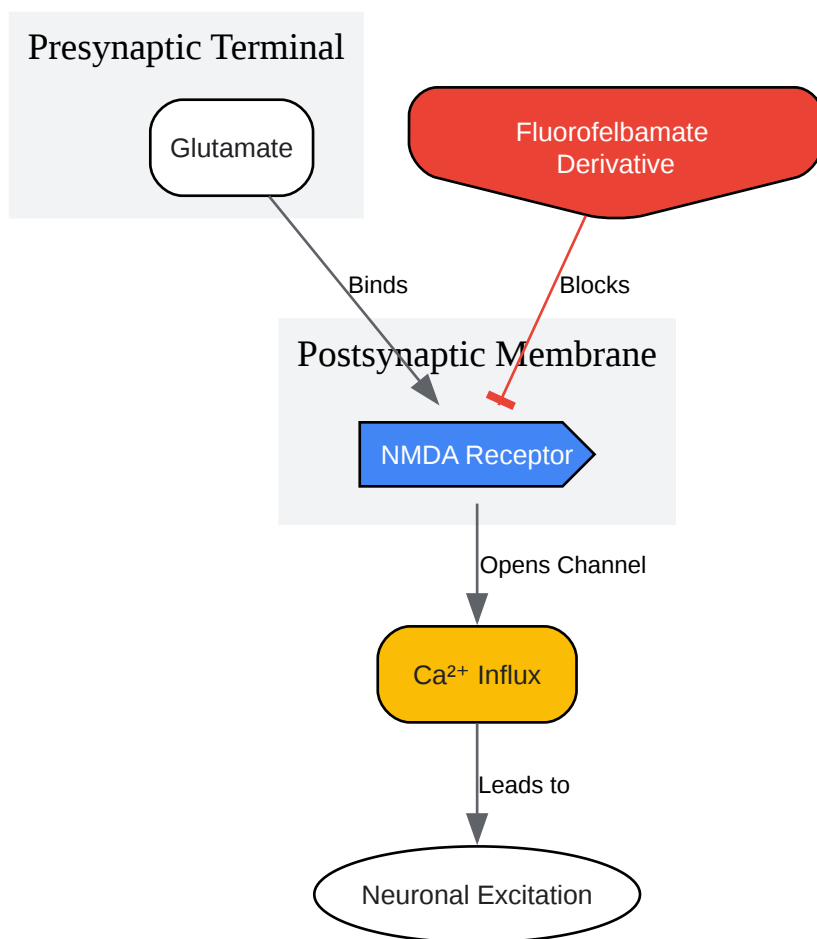 Presynaptic Terminal
Glutamate
Fluorofelbamate
Derivative
Binds
Blocks
Postsynaptic Membrane
NMDA Receptor
Opens Channel
Ca²⁺ Influx
Leads to
Neuronal Excitation